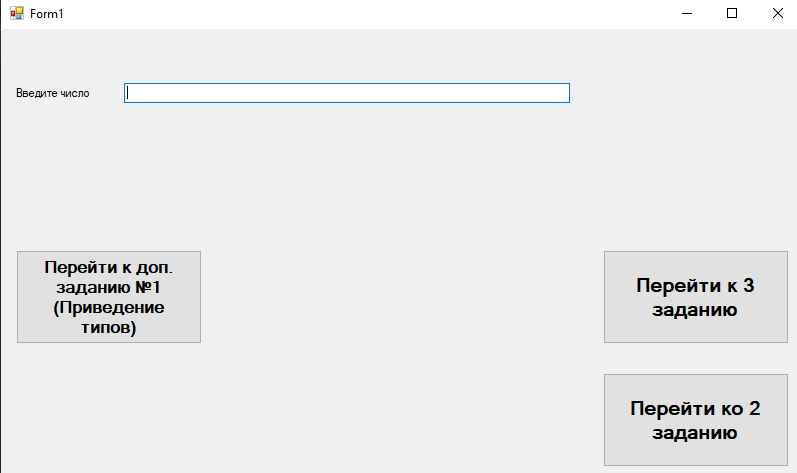 Form1
Введите число
Перейти к доп.
заданию №1
(Приведение
типов)
Перейти к 3
заданию
Перейти ко 2
заданию